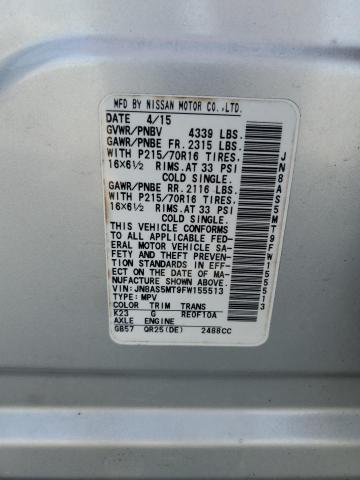 MFD BY NISSAN MOTOR CO.,LTD.
DATE 4/15
GVWR/PNBV 4339 LBS.
GAWR/PNBE FR. 2315 LBS.
WITH P215/70R16 TIRES,
16X6½ RIMS.AT 33 PSI
COLD SINGLE.
GAWR/PNBE RR. 2116 LBS.
WITH P215/70R16 TIRES,
16X6½ RIMS.AT 33 PSI
COLD SINGLE.
THIS VEHICLE CONFORMS
TO ALL APPLICABLE FED-
ERAL MOTOR VEHICLE SA-
FETY AND THEFT PREVEN-
TION STANDARDS IN EFF-
ECT ON THE DATE OF MA-
NUFACTURE SHOWN ABOVE.
VIN: JN8AS5MT9FW155513
TYPE: MPV
COLOR TRIM TRANS
K23 G RE0F10A
AXLE ENGINE
GB57 QR25(DE) 2488CC
JN8AS5MT9FW155513